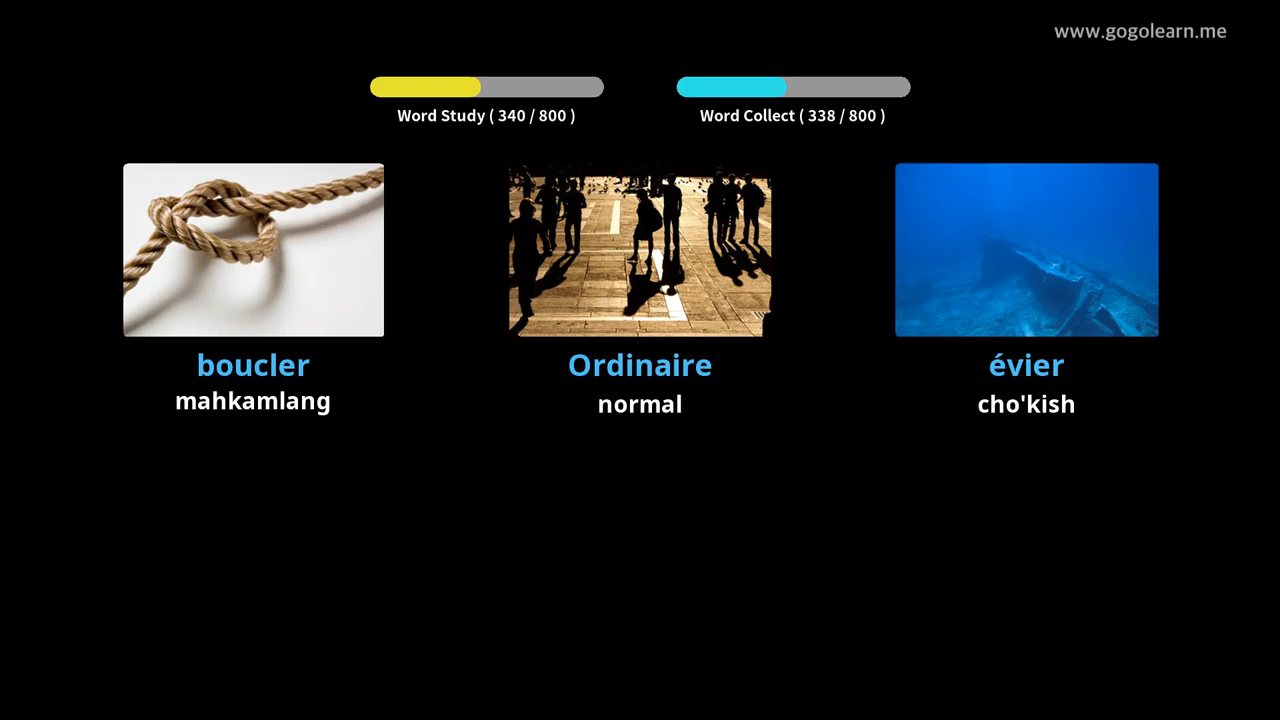 www.gogolearn.me
Word Study ( 340 / 800 )
Word Collect ( 338 / 800 )
boucler
Ordinaire
évier
mahkamlang
normal
cho'kish